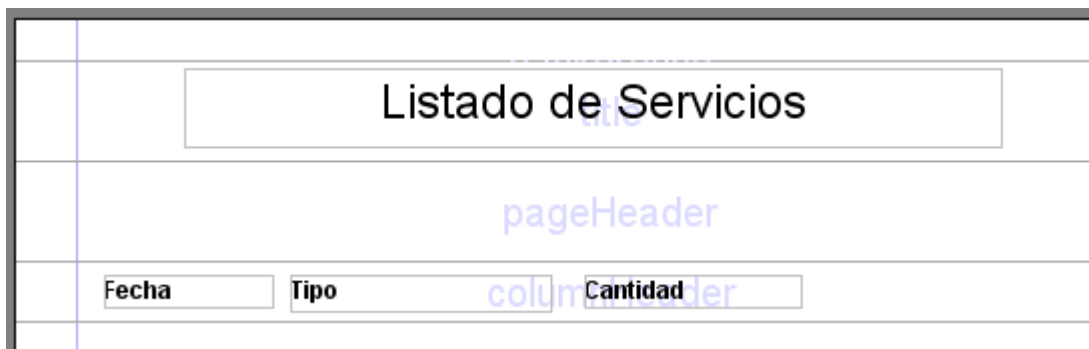 Listado de Servicios
title
pageHeader
Fecha Tipo Cantidad
columnHeader